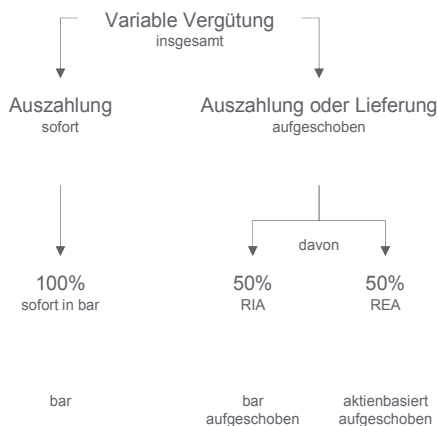 Variable Vergütung
insgesamt
Auszahlung
sofort
Auszahlung oder Lieferung
aufgeschoben
davon
100%
sofort in bar
50%
RIA
50%
REA
bar
bar
aufgeschoben
aktienbasiert
aufgeschoben